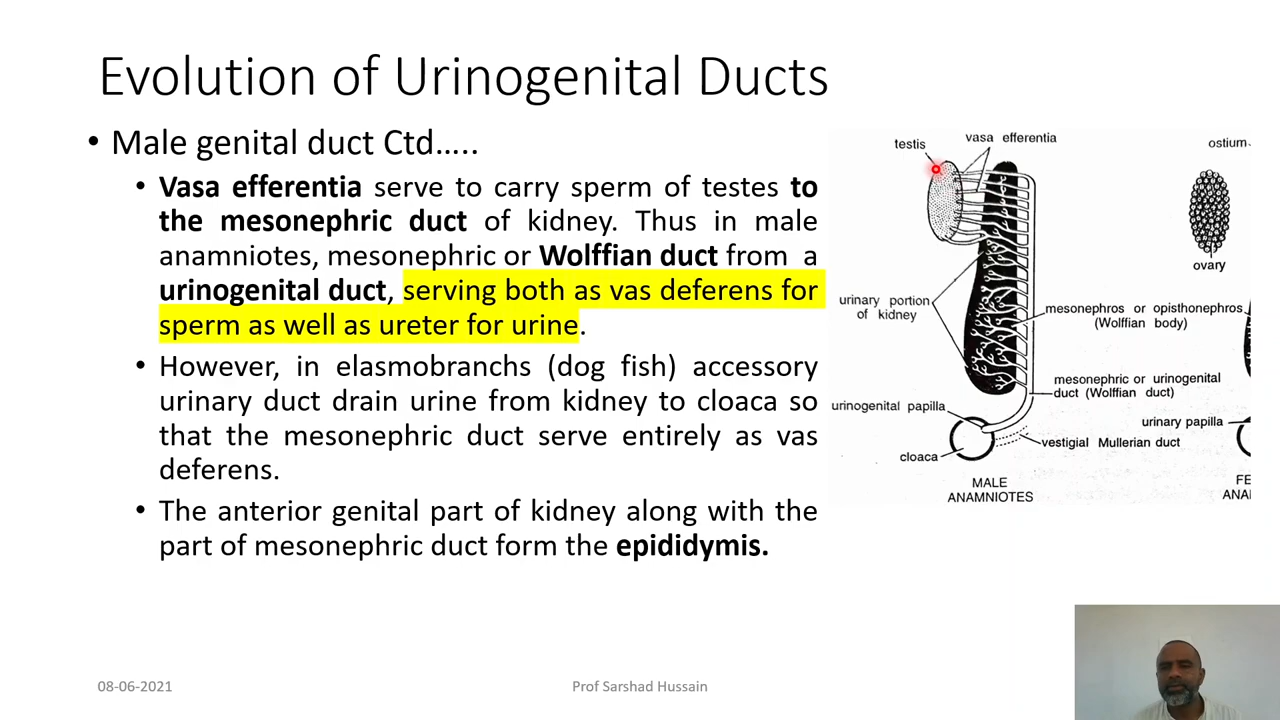 Evolution of Urinogenital Ducts
• Male genital duct Ctd…..
• Vasa efferentia serve to carry sperm of testes to
the mesonephric duct of kidney. Thus in male
anamniotes, mesonephric or Wolffian duct from a
urinogenital duct, serving both as vas deferens for
sperm as well as ureter for urine.
• However, in elasmobranchs (dog fish) accessory
urinary duct drain urine from kidney to cloaca so
that the mesonephric duct serve entirely as vas
deferens.
• The anterior genital part of kidney along with the
part of mesonephric duct form the epididymis.
testis
vasa efferentia
ostium
ovary
urinary portion
of kidney
mesonephros or opisthonephros
(Wolffian body)
mesonephric or urinogenital
duct (Wolffian duct)
urinogenital papilla
urinary papilla
vestigial Mullerian duct
cloaca
MALE
ANAMNIOTES
FE
ANA
08-06-2021
Prof Sarshad Hussain